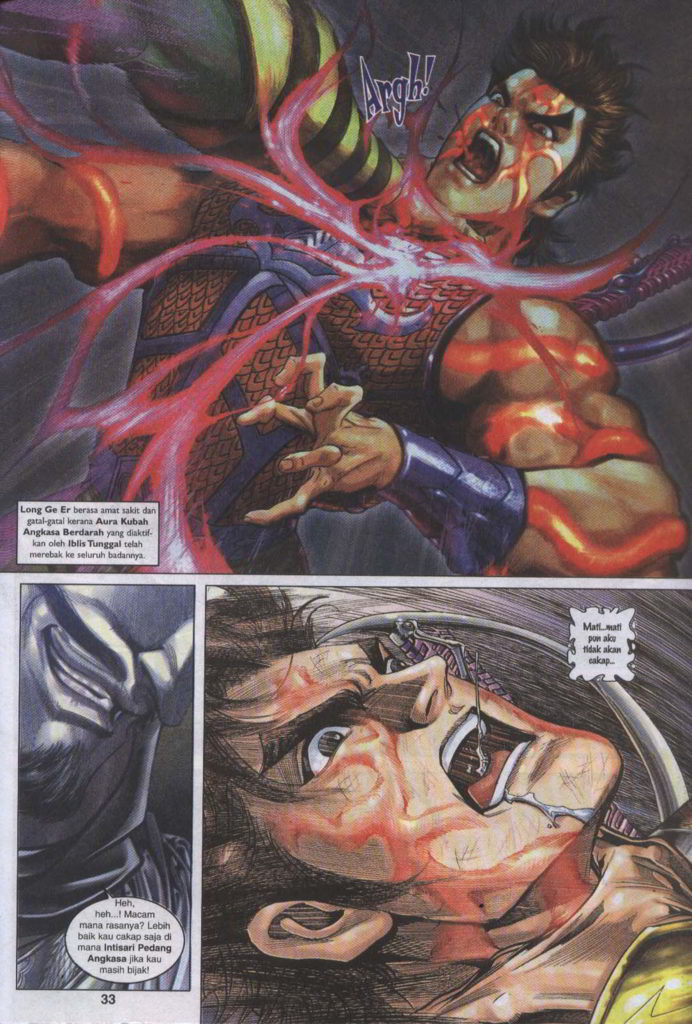 Argh!
Long Ge Er berasa amat sakit dan
gatal-gatal kerana Aura Kubah
Angkasa Berdarah yang diaktif-
kan oleh Iblis Tunggal telah
merebak ke seluruh badannya.
Mati...mati
pun aku
tidak akan
cakap...
Heh,
heh...! Macam
mana rasanya? Lebih
baik kau cakap saja di
mana Intisari Pedang
Angkasa jika kau
masih bijak!
33